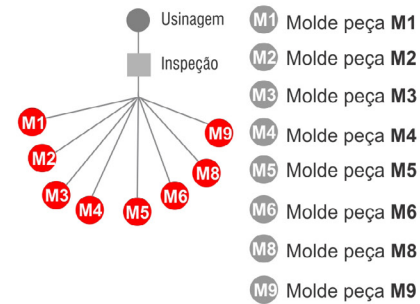 Usinagem
Inspeção
M1
M2
M3
M4
M5
M6
M8
M9
M1 Molde peça M1
M2 Molde peça M2
M3 Molde peça M3
M4 Molde peça M4
M5 Molde peça M5
M6 Molde peça M6
M8 Molde peça M8
M9 Molde peça M9